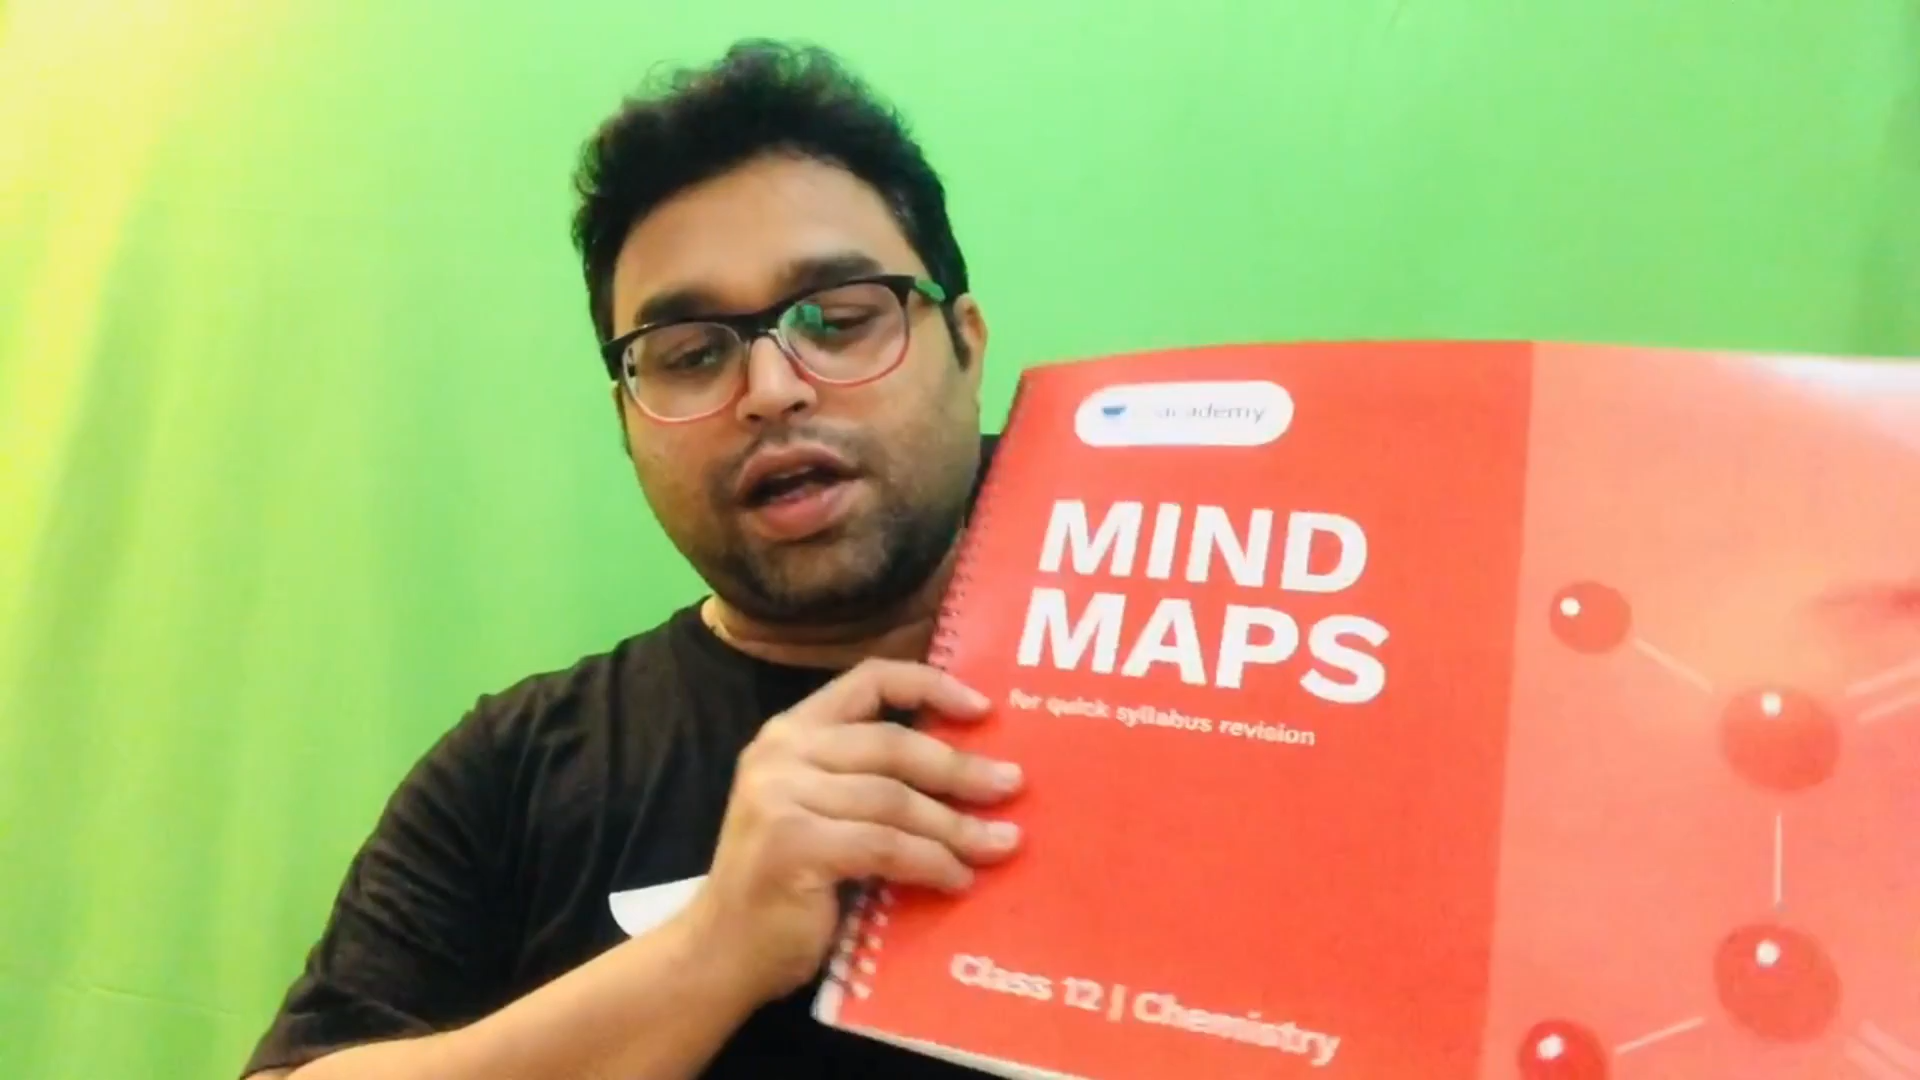 academy
MIND
MAPS
for quick syllabus revision
Class 12 | Chemistry